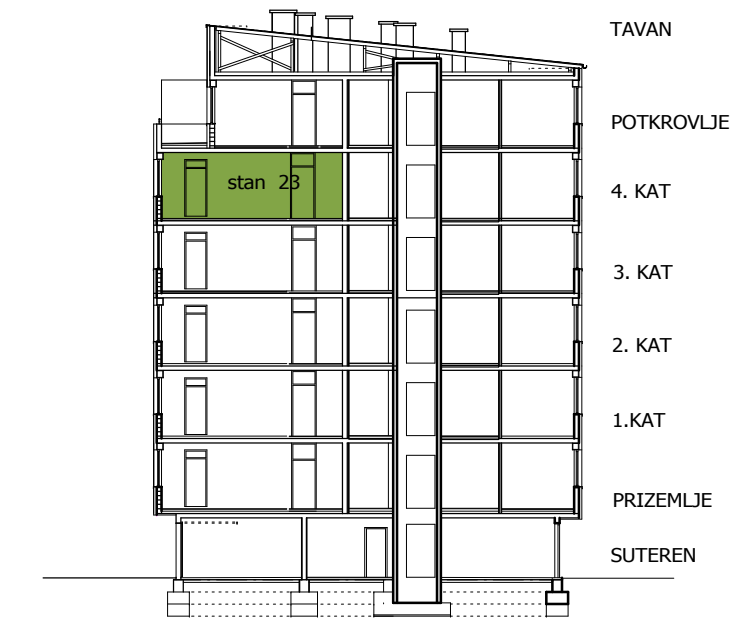 TAVAN
POTKROVLJE
stan 23
4. KAT
3. KAT
2. KAT
1.KAT
PRIZEMLJE
SUTEREN